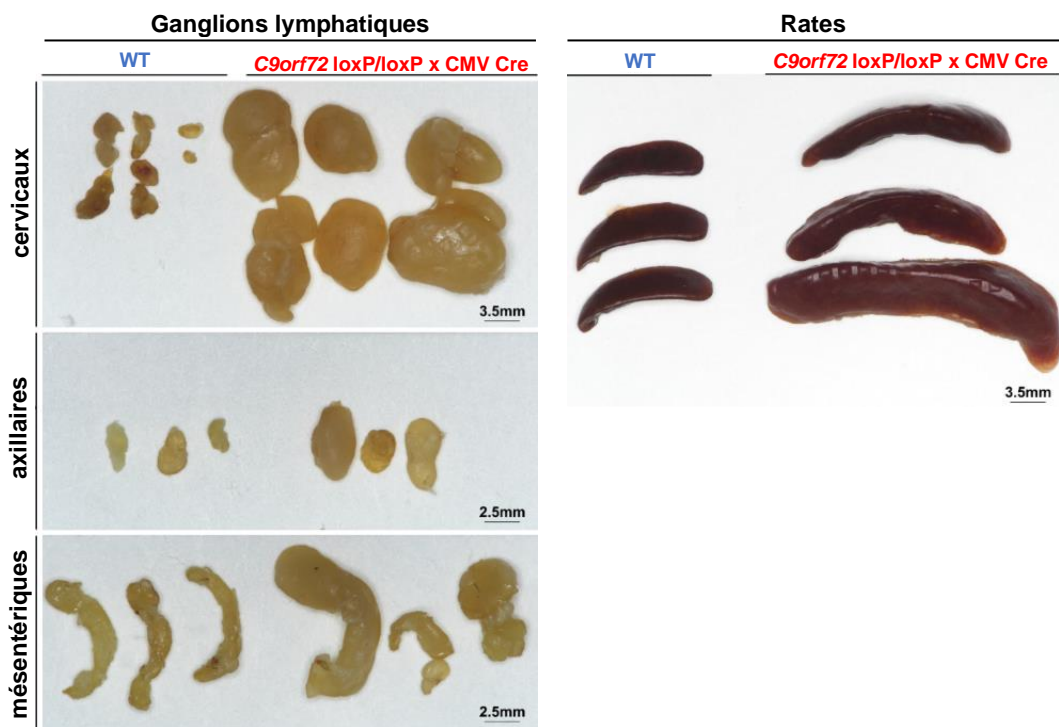 Ganglions lymphatiques
WT
C9orf72 loxP/loxP x CMV Cre
cervicaux
3.5mm
axillaires
2.5mm
mésentériques
2.5mm
Rates
WT
C9orf72 loxP/loxP x CMV Cre
3.5mm